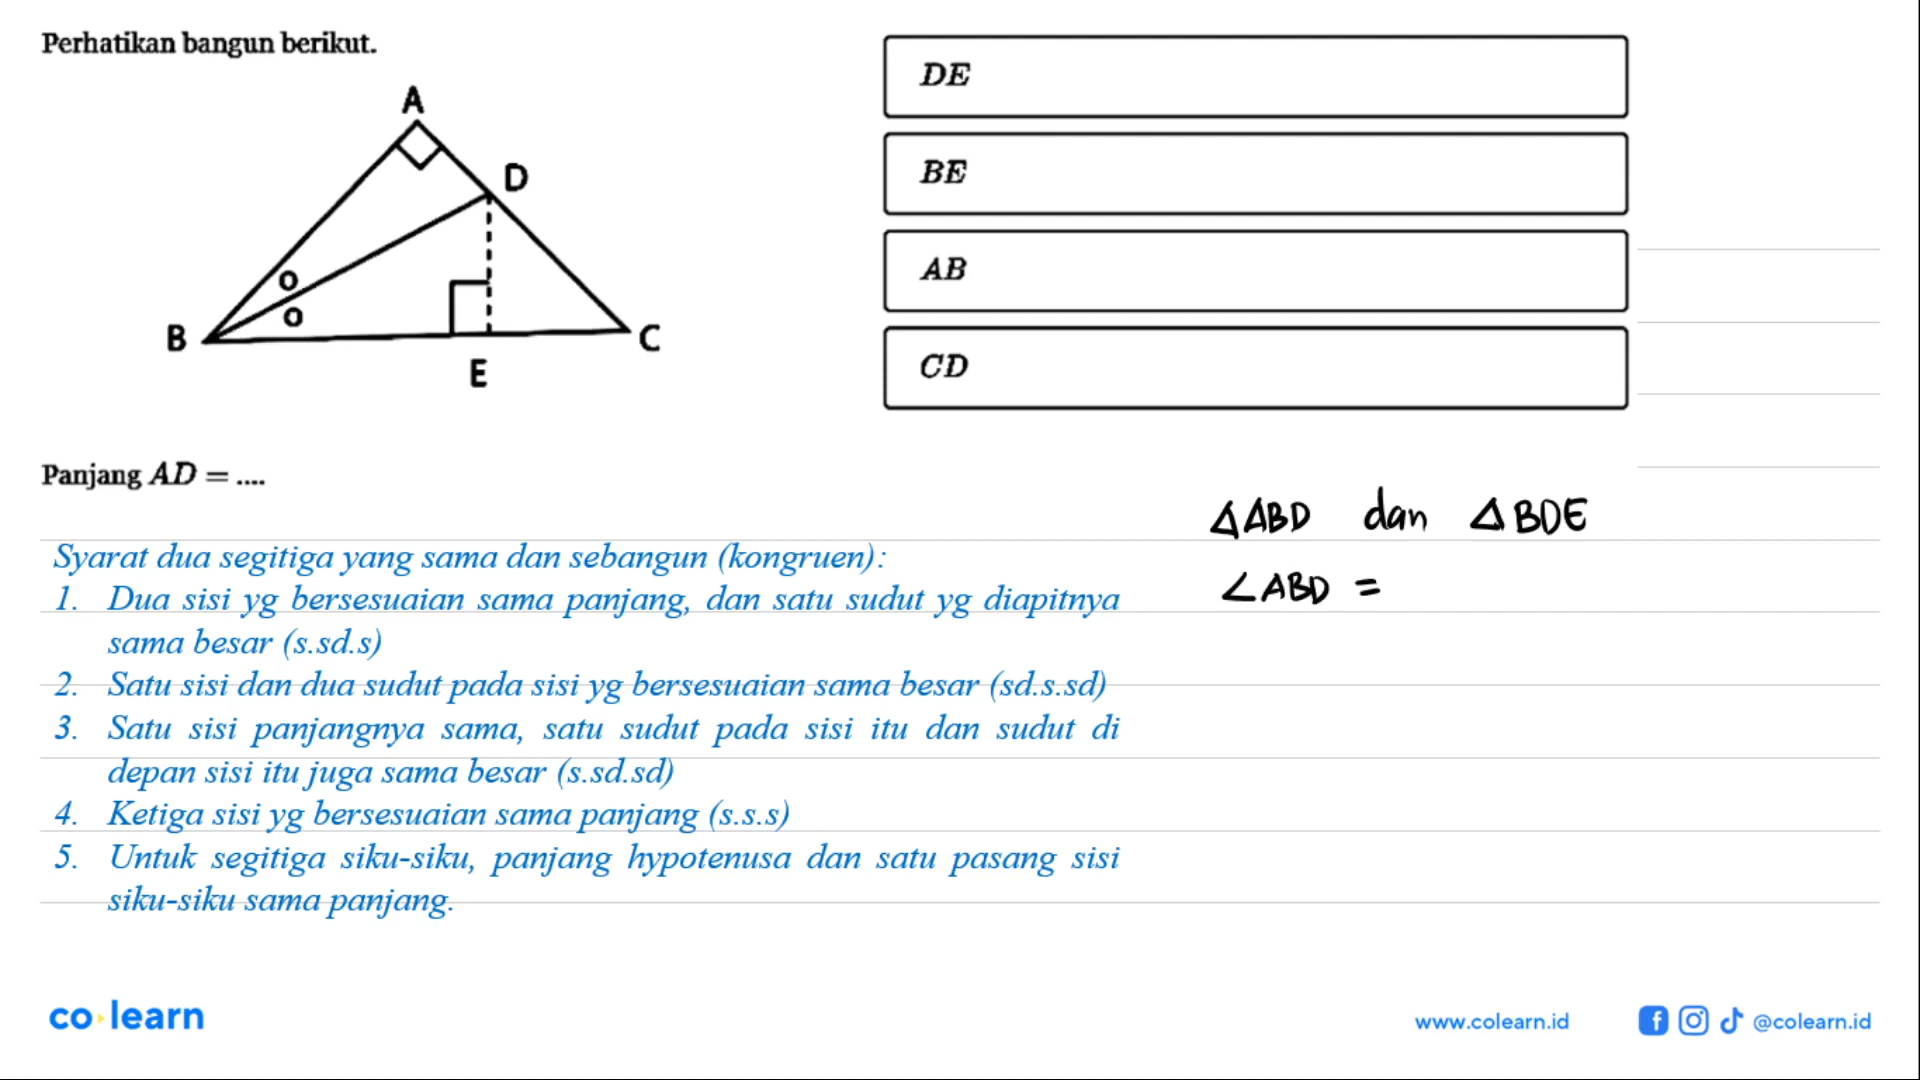 Perhatikan bangun berikut.
A
D
B
C
E
o
o
DE
BE
AB
CD
Panjang AD = ....
Syarat dua segitiga yang sama dan sebangun (kongruen):
1. Dua sisi yg bersesuaian sama panjang, dan satu sudut yg diapitnya
sama besar (s.sd.s)
2. Satu sisi dan dua sudut pada sisi yg bersesuaian sama besar (sd.s.sd)
3. Satu sisi panjangnya sama, satu sudut pada sisi itu dan sudut di
depan sisi itu juga sama besar (s.sd.sd)
4. Ketiga sisi yg bersesuaian sama panjang (s.s.s)
5. Untuk segitiga siku-siku, panjang hypotenusa dan satu pasang sisi
siku-siku sama panjang.
△ABD dan △BDE
∠ABD =
co learn
www.colearn.id
@colearn.id